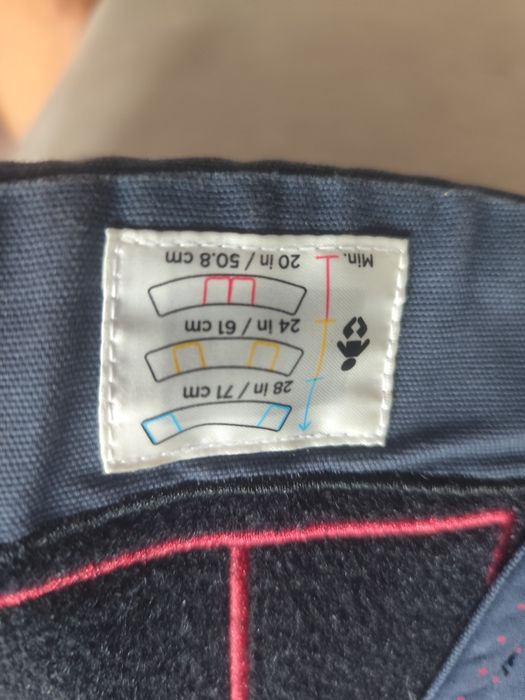 28 in / 71 cm
24 in / 61 cm
20 in / 50.8 cm
Min.